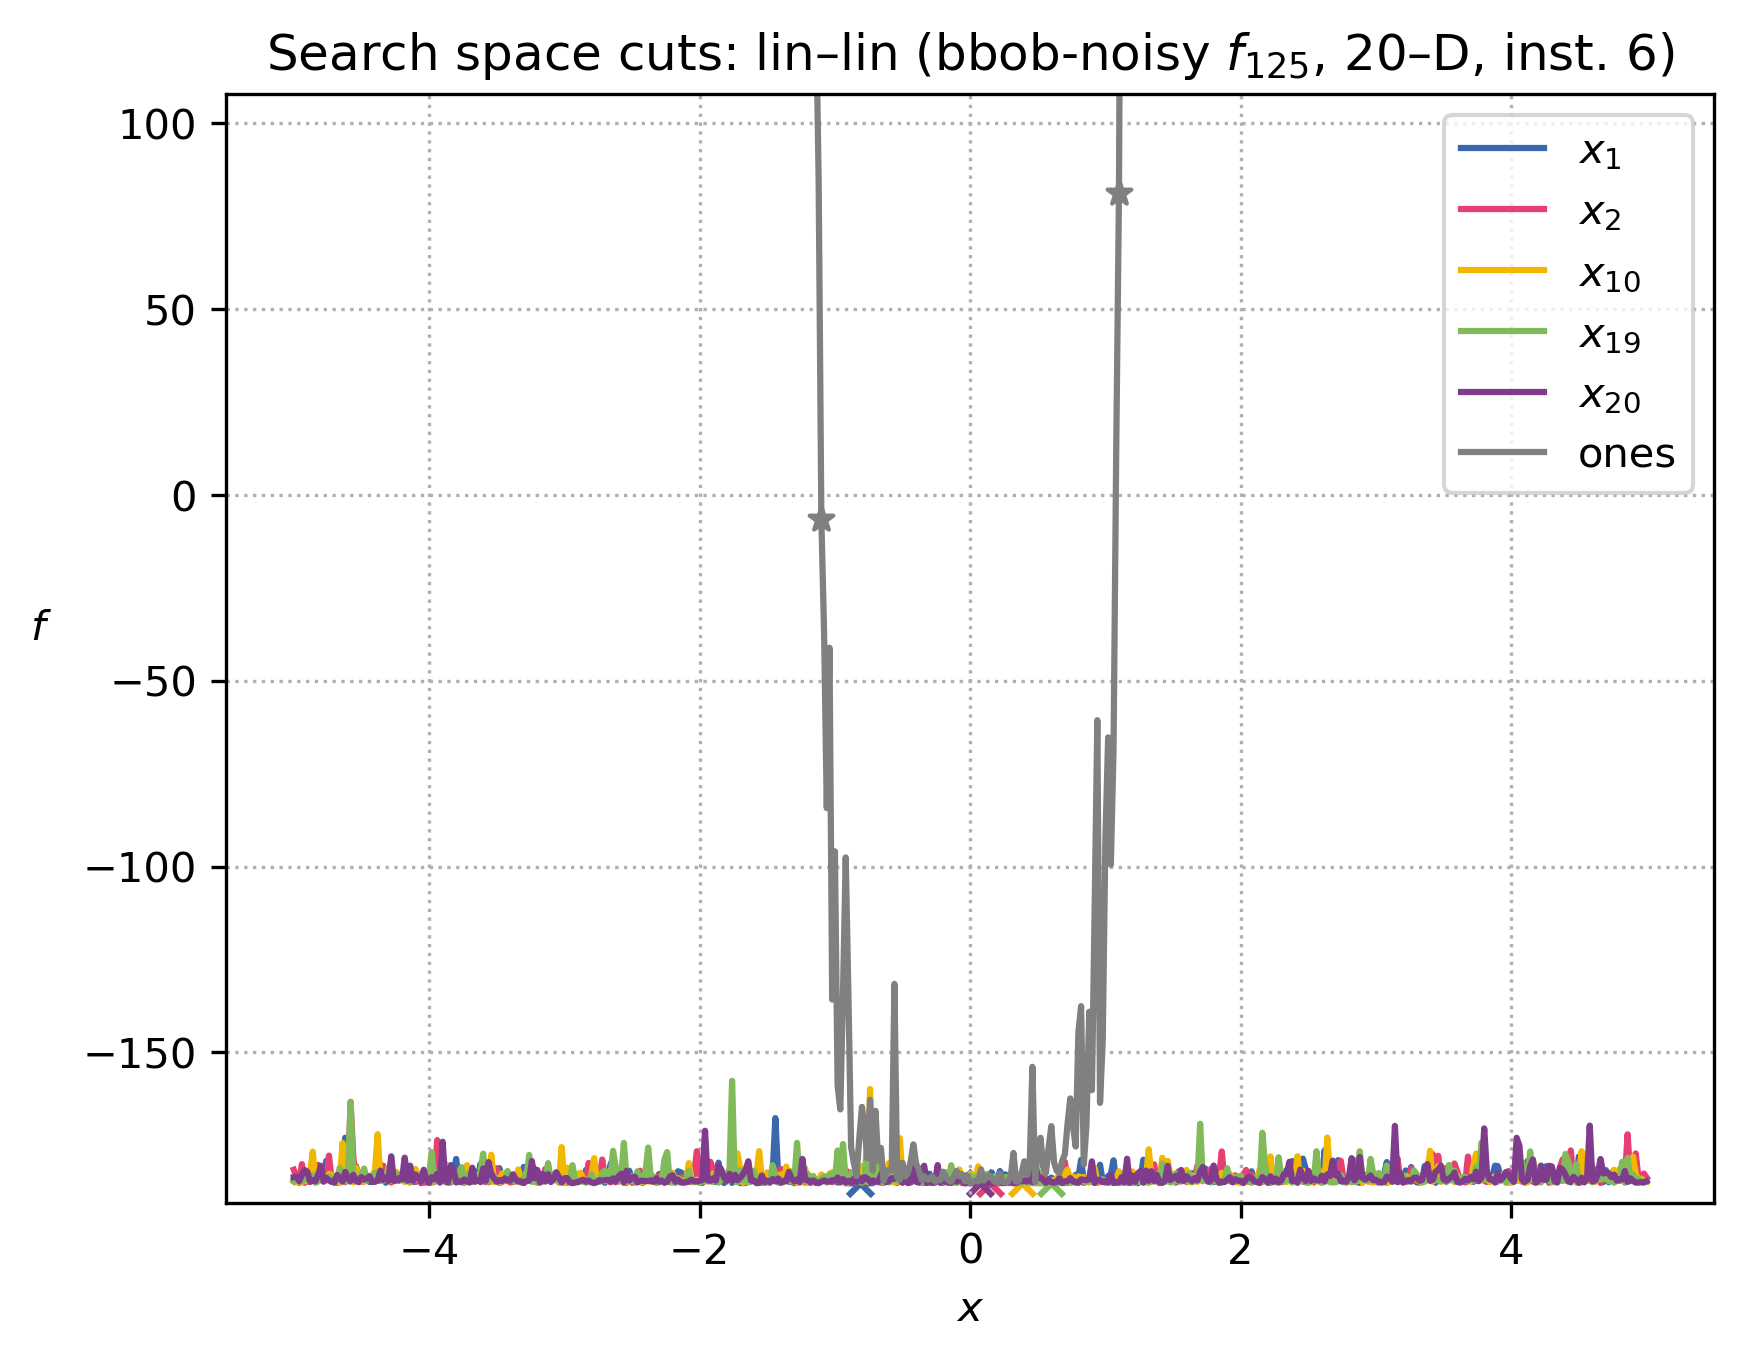 Search space cuts: lin–lin (bbob-noisy f125, 20–D, inst. 6)
100
50
0
−50
−100
−150
f
−4
−2
0
2
4
x
x1
x2
x10
x19
x20
ones